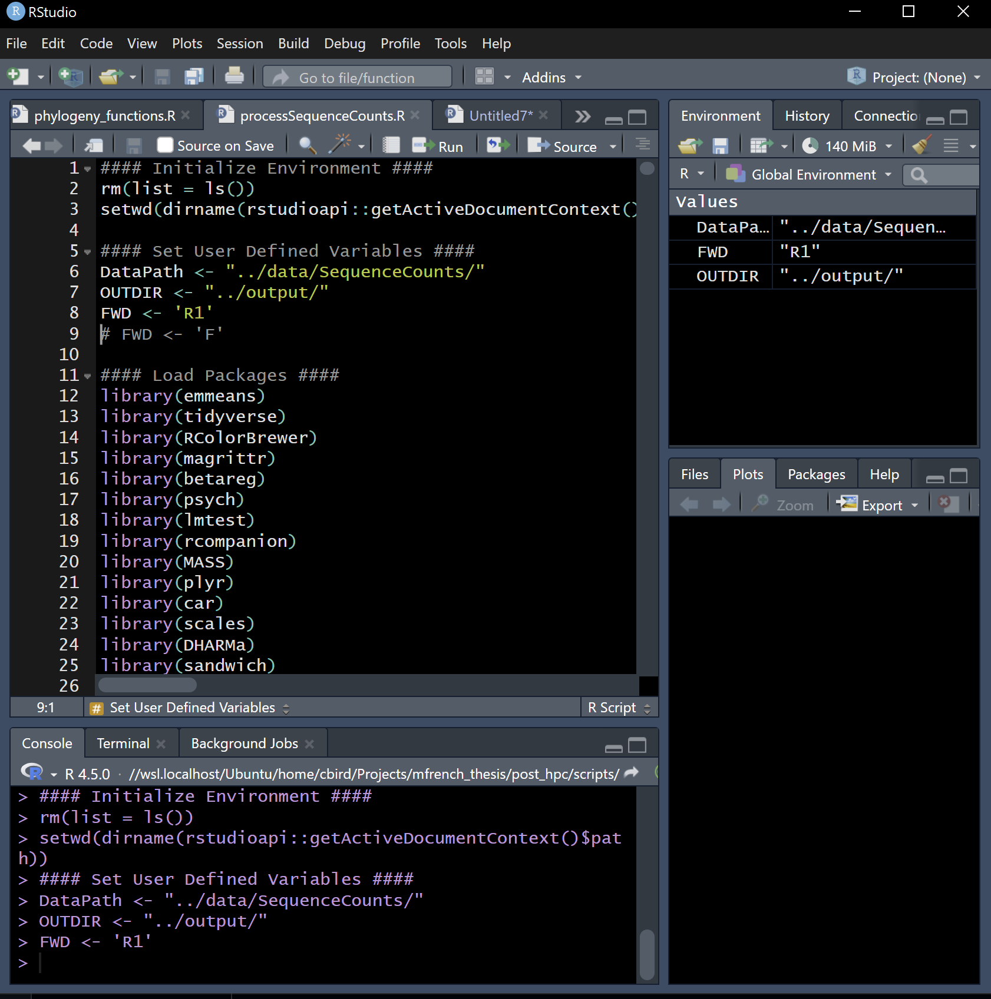 RStudio
File Edit Code View Plots Session Build Debug Profile Tools Help
Go to file/function Addins Project: (None)
phylogeny_functions.R processSequenceCounts.R Untitled7*
Source on Save Run Source
1 #### Initialize Environment ####
2 rm(list = ls())
3 setwd(dirname(rstudioapi::getActiveDocumentContext()
4
5 #### Set User Defined Variables ####
6 DataPath <- "../data/SequenceCounts/"
7 OUTDIR <- "../output/"
8 FWD <- 'R1'
9 # FWD <- 'F'
10
11 #### Load Packages ####
12 library(emmeans)
13 library(tidyverse)
14 library(RColorBrewer)
15 library(magrittr)
16 library(betareg)
17 library(psych)
18 library(lmtest)
19 library(rcompanion)
20 library(MASS)
21 library(plyr)
22 library(car)
23 library(scales)
24 library(DHARMa)
25 library(sandwich)
26
9:1 # Set User Defined Variables R Script
Console Terminal Background Jobs
R 4.5.0 · //wsl.localhost/Ubuntu/home/cbird/Projects/mfrench_thesis/post_hpc/scripts/
> #### Initialize Environment ####
> rm(list = ls())
> setwd(dirname(rstudioapi::getActiveDocumentContext()$pat
h))
> #### Set User Defined Variables ####
> DataPath <- "../data/SequenceCounts/"
> OUTDIR <- "../output/"
> FWD <- 'R1'
>
Environment History Connectio
140 MiB
R Global Environment
Values
DataPa… "../data/Sequen…
FWD "R1"
OUTDIR "../output/"
Files Plots Packages Help
Zoom Export